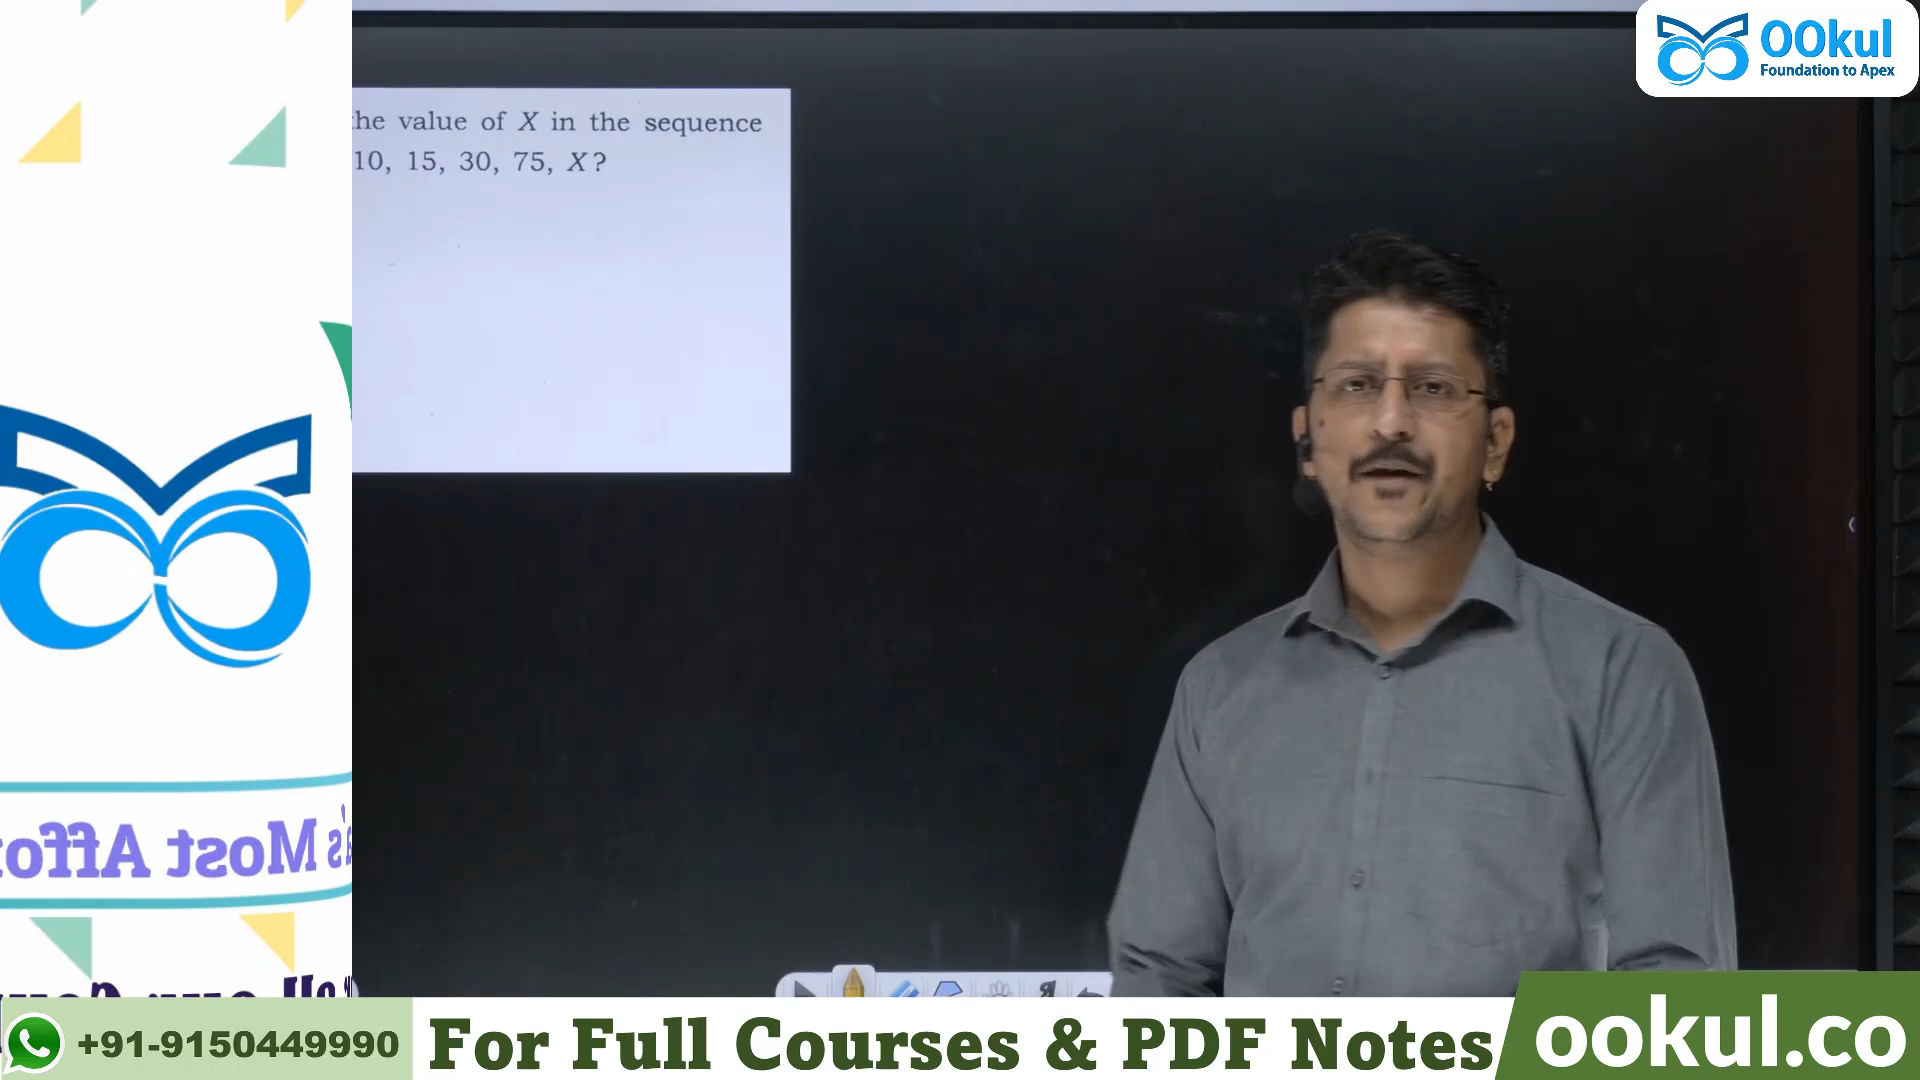 OOkul
Foundation to Apex
the value of X in the sequence
10, 15, 30, 75, X?
's Most Affo
+91-9150449990
For Full Courses & PDF Notes
ookul.co